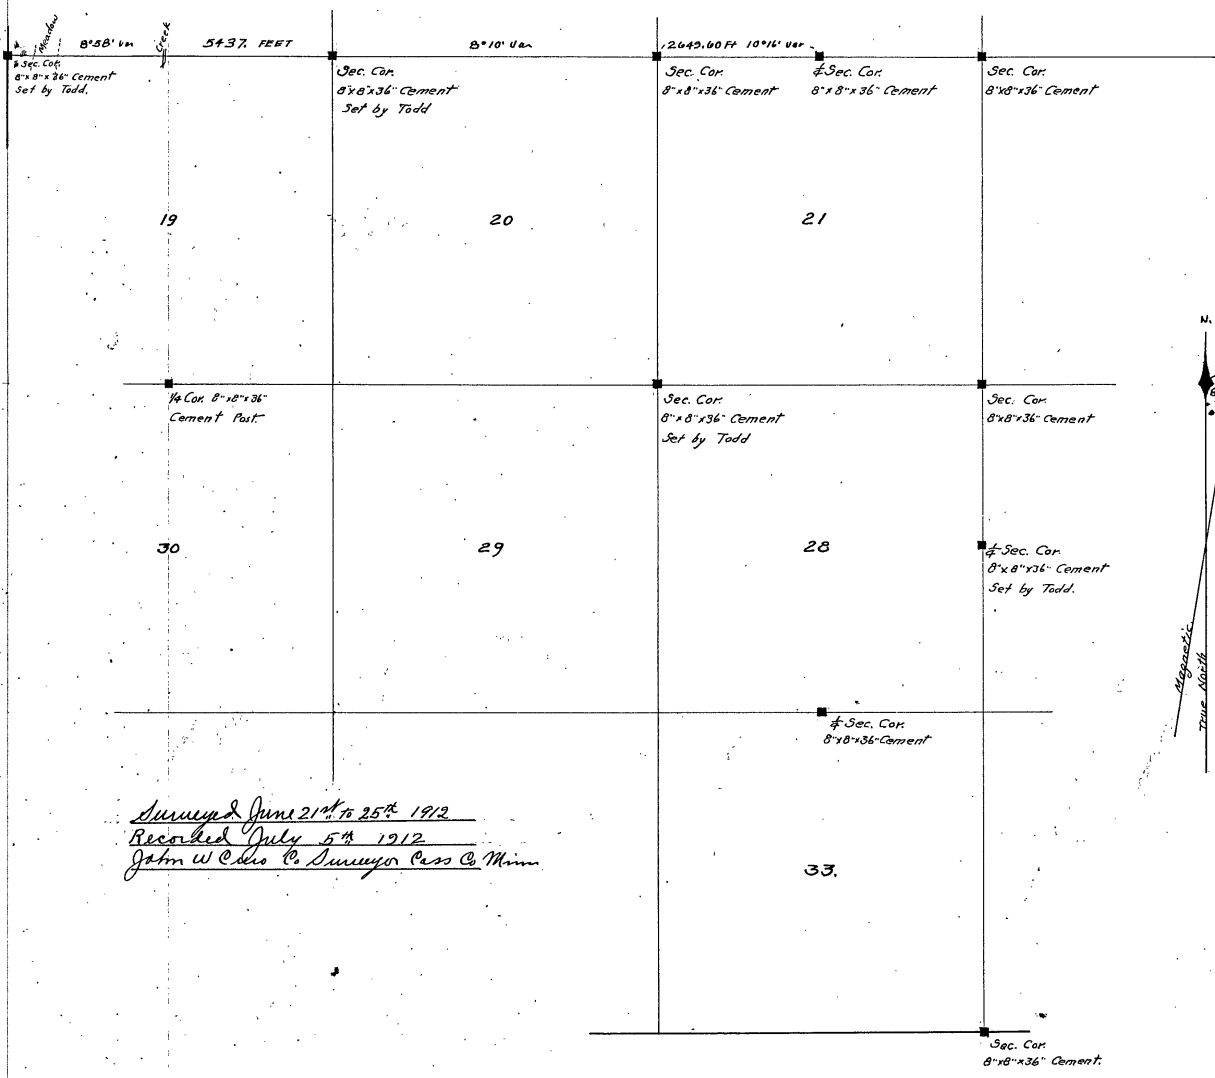 Meadow
8°58' Var
Creek
5437. FEET
8°10' Var
2649.60 Ft 10°16' Var
Sec. Cor.
8"x8"x36" Cement
Set by Todd.
Sec. Cor.
8"x8"x36" Cement
Set by Todd
Sec. Cor.
8"x8"x36" Cement
¼ Sec. Cor.
8"x8"x36" Cement
Sec. Cor.
8"x8"x36" Cement
19
20
21
N.
¼ Cor. 8"x8"x36"
Cement Post.
Sec. Cor.
8"x8"x36" Cement
Set by Todd
Sec. Cor.
8"x8"x36" Cement
30
29
28
¼ Sec. Cor.
8"x8"x36" Cement
Set by Todd.
Magnetic
True North
¼ Sec. Cor.
8"x8"x36" Cement
Surveyed June 21st to 25th 1912
Recorded July 5th 1912
John W Co Surveyor Cass Co Minn
33.
Sec. Cor.
8"x8"x36" Cement.